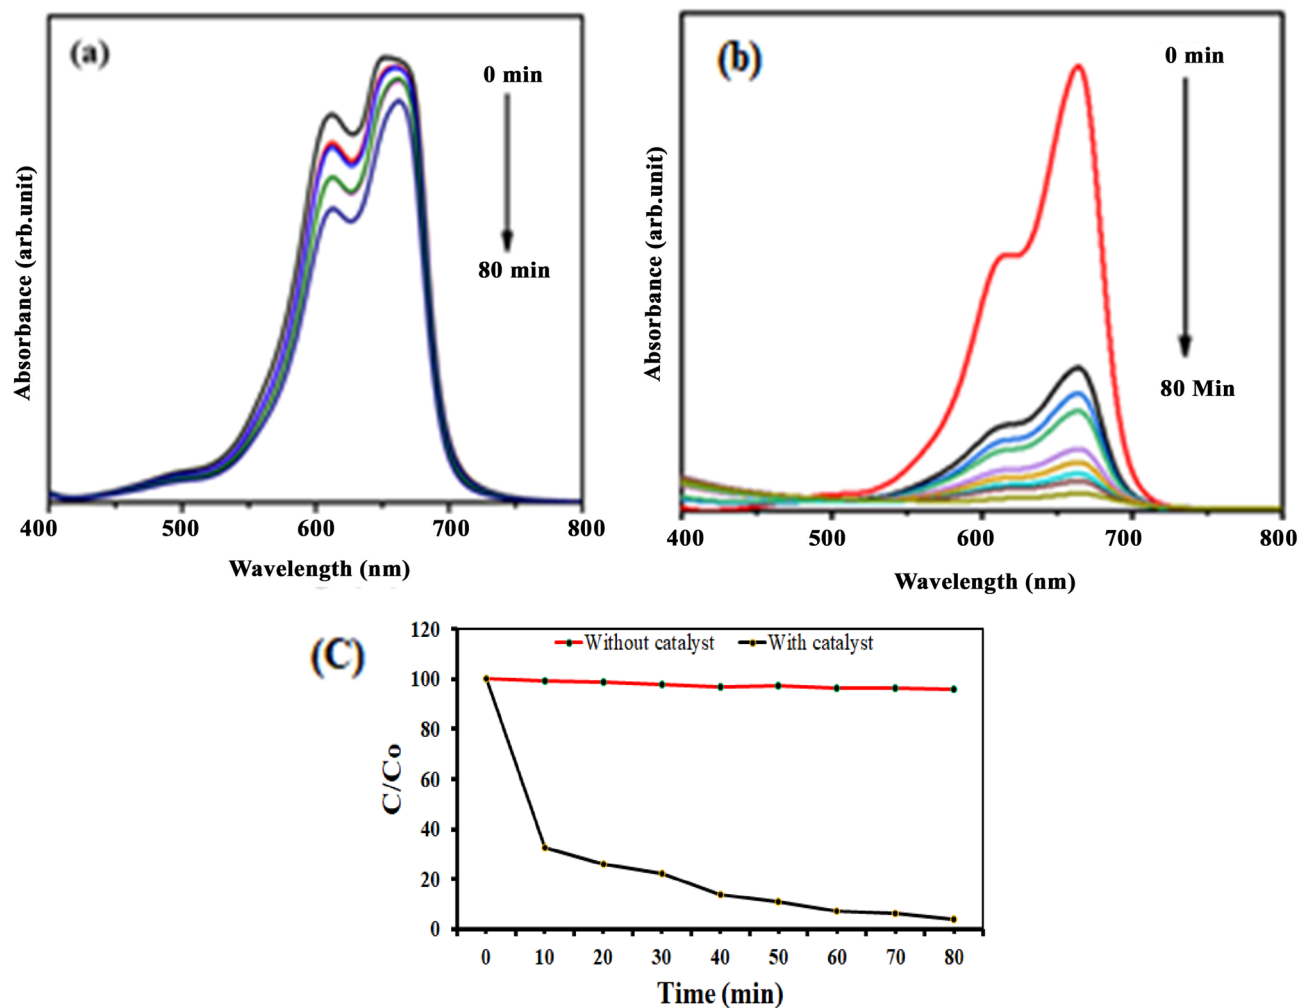 (a)
0 min
80 min
Absorbance (arb.unit)
400 500 600 700 800
Wavelength (nm)
(b)
0 min
80 Min
Absorbance (arb.unit)
400 500 600 700 800
Wavelength (nm)
(C)
Without catalyst With catalyst
120
100
80
60
40
20
0
C/Co
0 10 20 30 40 50 60 70 80
Time (min)